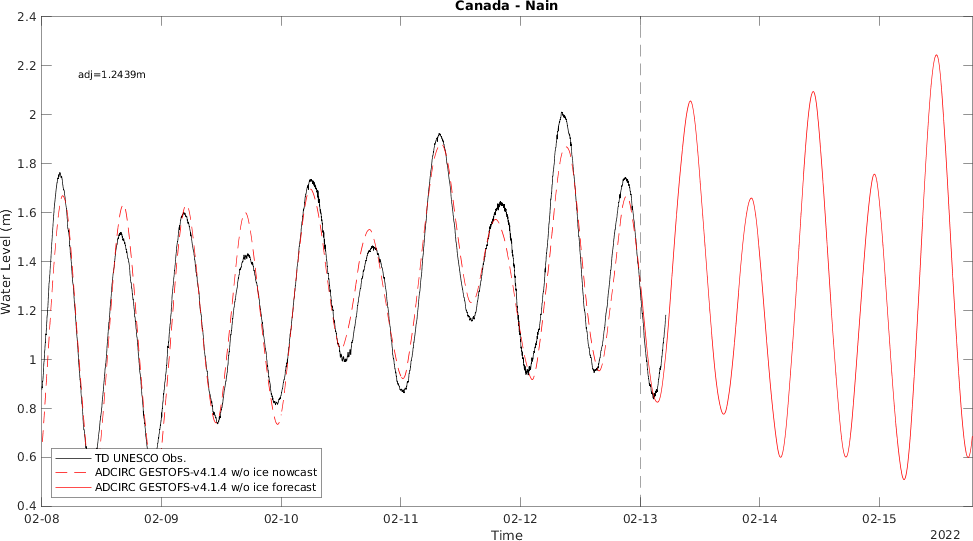 Canada - Nain
2.4
2.2
2
1.8
1.6
1.4
1.2
1
0.8
0.6
0.4
Water Level (m)
adj=1.2439m
TD UNESCO Obs.
ADCIRC GESTOFS-v4.1.4 w/o ice nowcast
ADCIRC GESTOFS-v4.1.4 w/o ice forecast
02-08 02-09 02-10 02-11 02-12 02-13 02-14 02-15
Time
2022